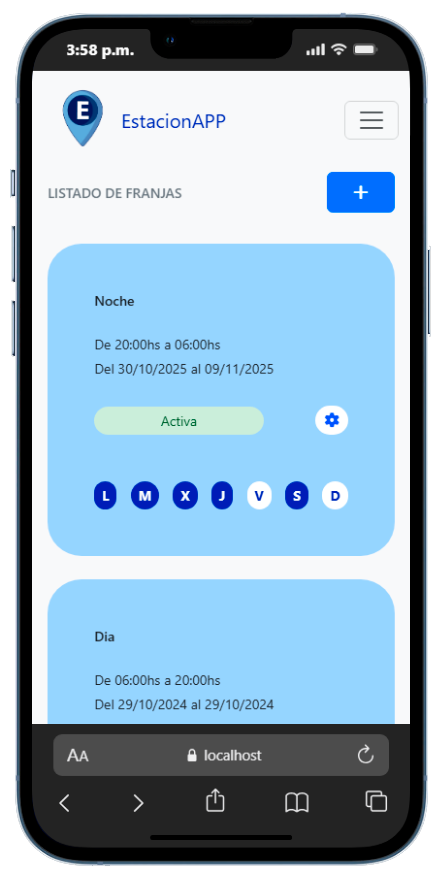 3:58 p.m.
E
EstacionAPP
LISTADO DE FRANJAS
+
Noche
De 20:00hs a 06:00hs
Del 30/10/2025 al 09/11/2025
Activa
L M X J V S D
Dia
De 06:00hs a 20:00hs
Del 29/10/2024 al 29/10/2024
AA localhost